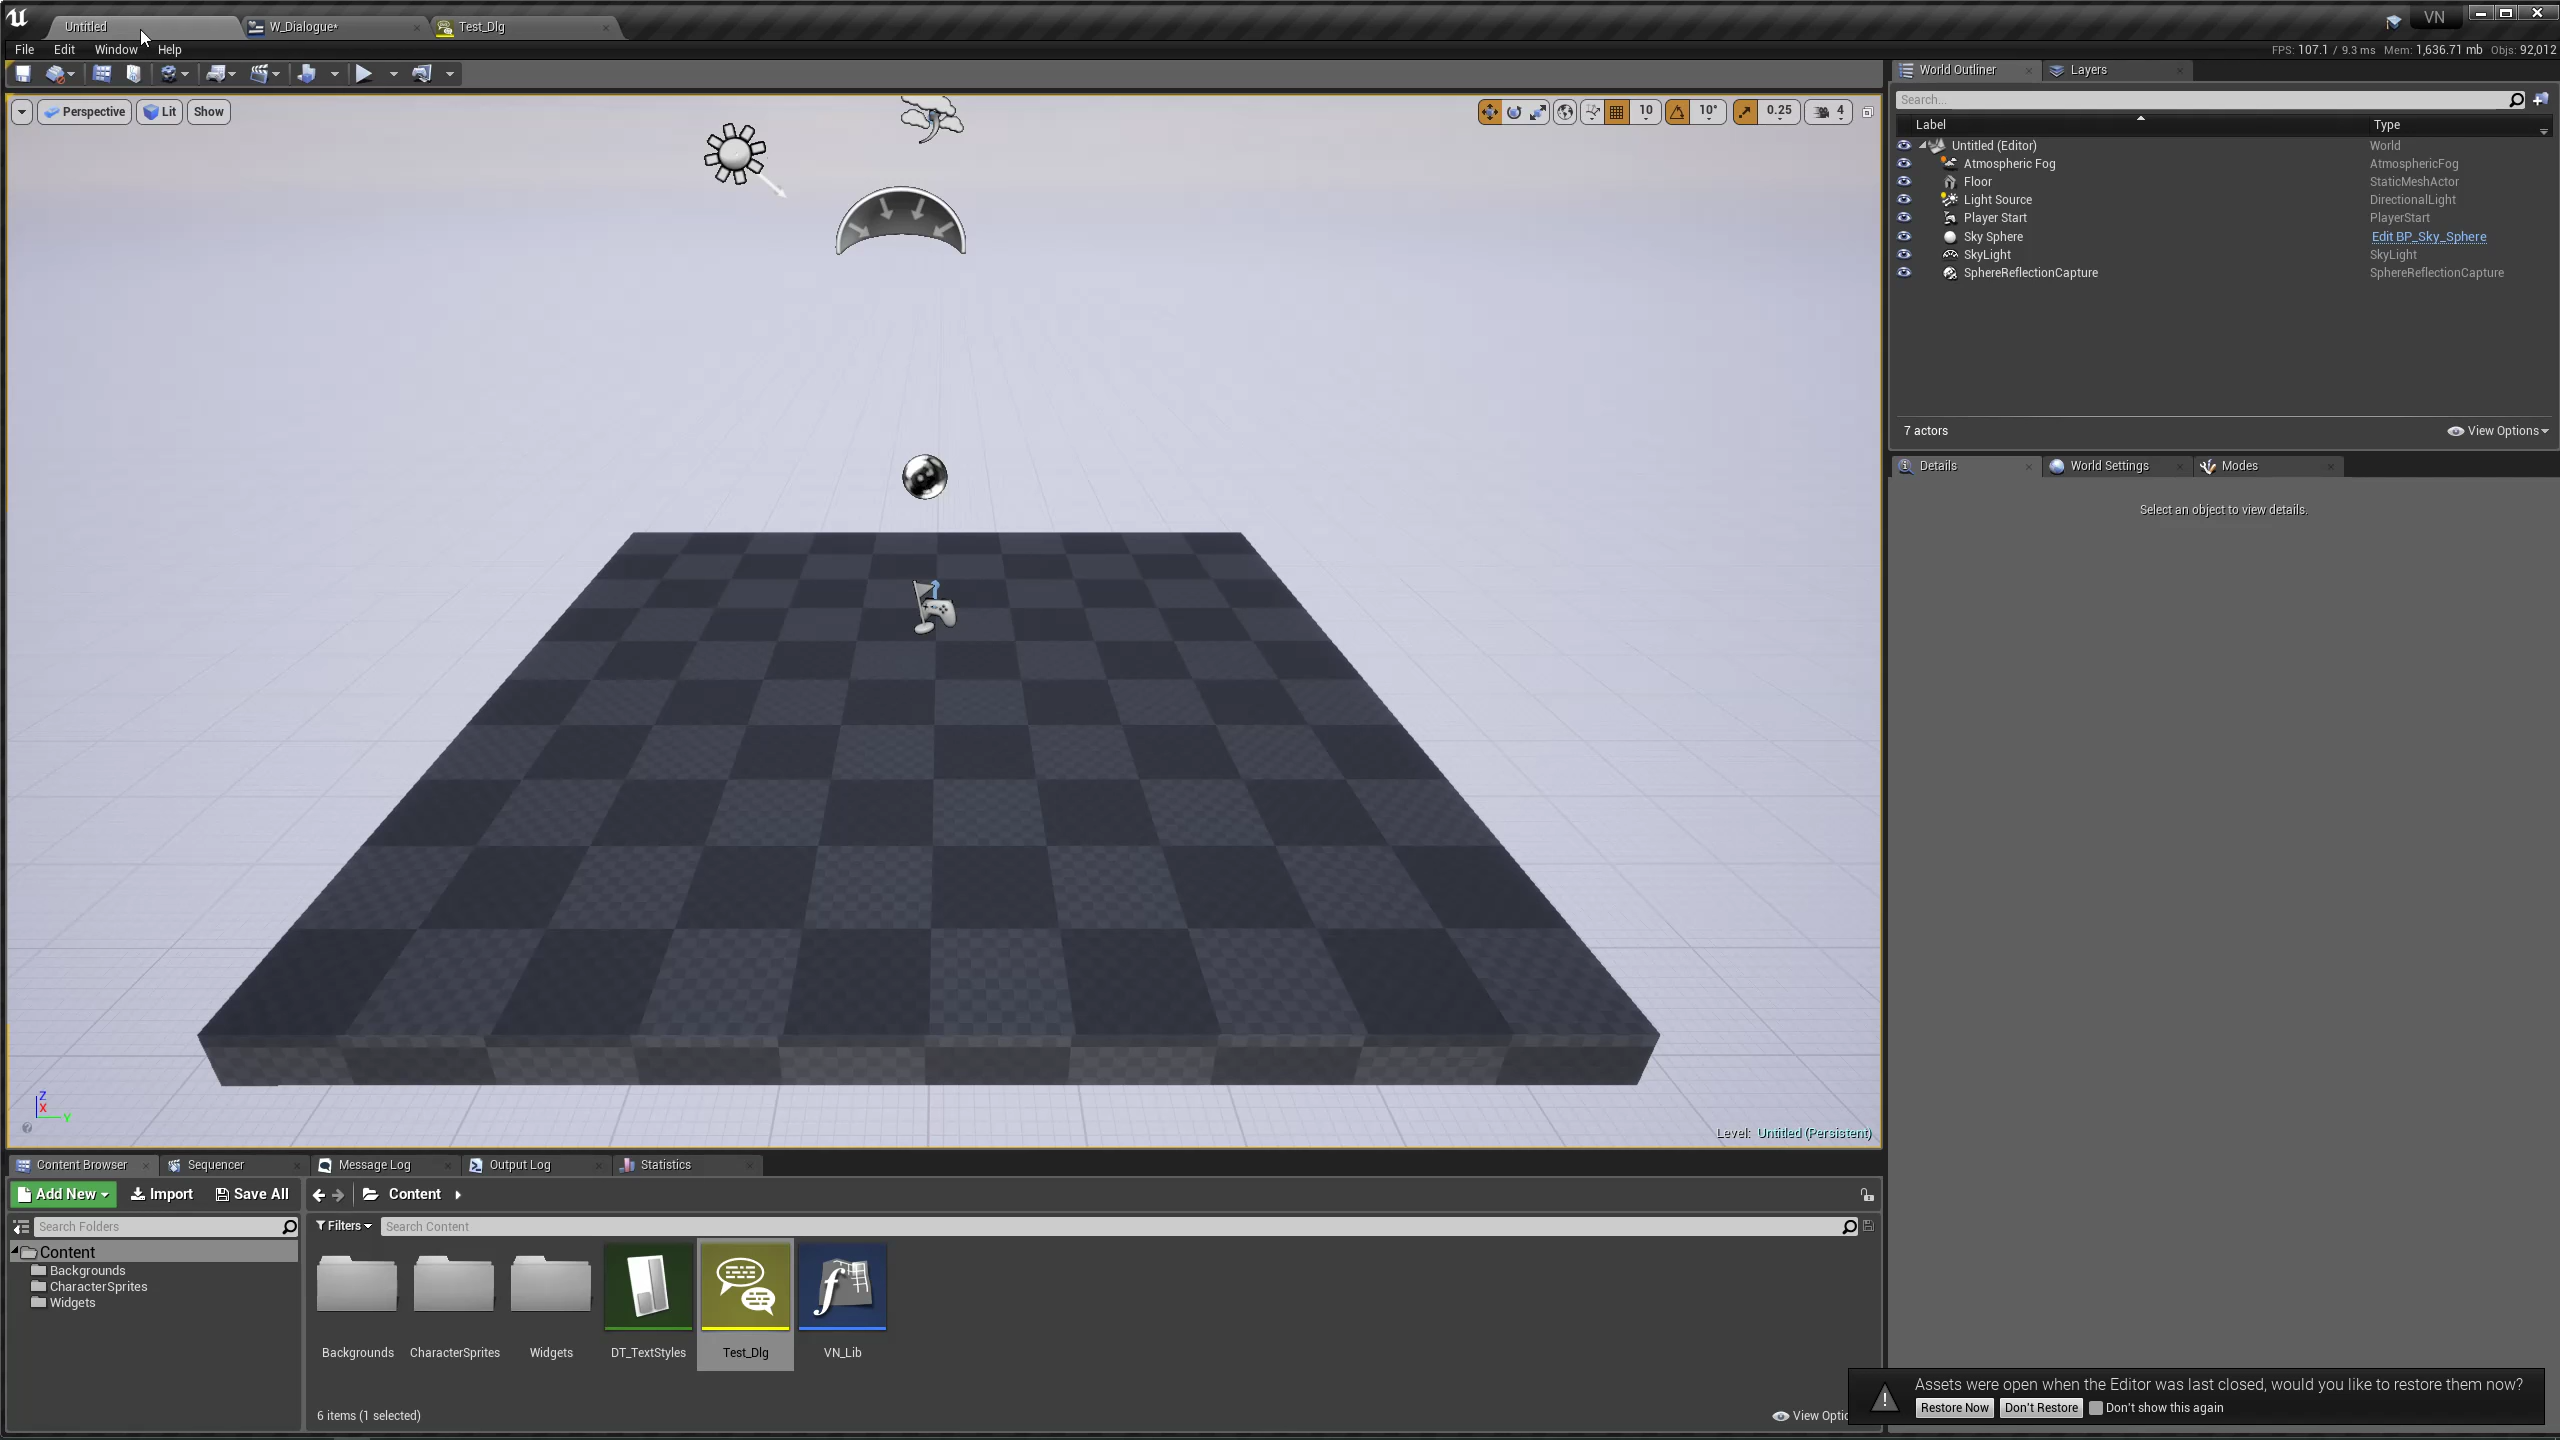 Untitled
W_Dialogue*
Test_Dlg
VN
File Edit Window Help
FPS: 107.1 / 9.3 ms Mem: 1,636.71 mb Objs: 92,012
World Outliner
Layers
Perspective
Lit
Show
10
10°
0.25
4
Search...
Label
Type
Untitled (Editor) World
Atmospheric Fog AtmosphericFog
Floor StaticMeshActor
Light Source DirectionalLight
Player Start PlayerStart
Sky Sphere Edit BP_Sky_Sphere
SkyLight SkyLight
SphereReflectionCapture SphereReflectionCapture
7 actors
View Options
Details
World Settings
Modes
Select an object to view details.
Z
X
Y
Level: Untitled (Persistent)
Content Browser
Sequencer
Message Log
Output Log
Statistics
Add New
Import
Save All
Content
Search Folders
Filters
Search Content
Content
Backgrounds
CharacterSprites
Widgets
Backgrounds
CharacterSprites
Widgets
DT_TextStyles
Test_Dlg
VN_Lib
6 items (1 selected)
View Optio
Assets were open when the Editor was last closed, would you like to restore them now?
Restore Now
Don't Restore
Don't show this again